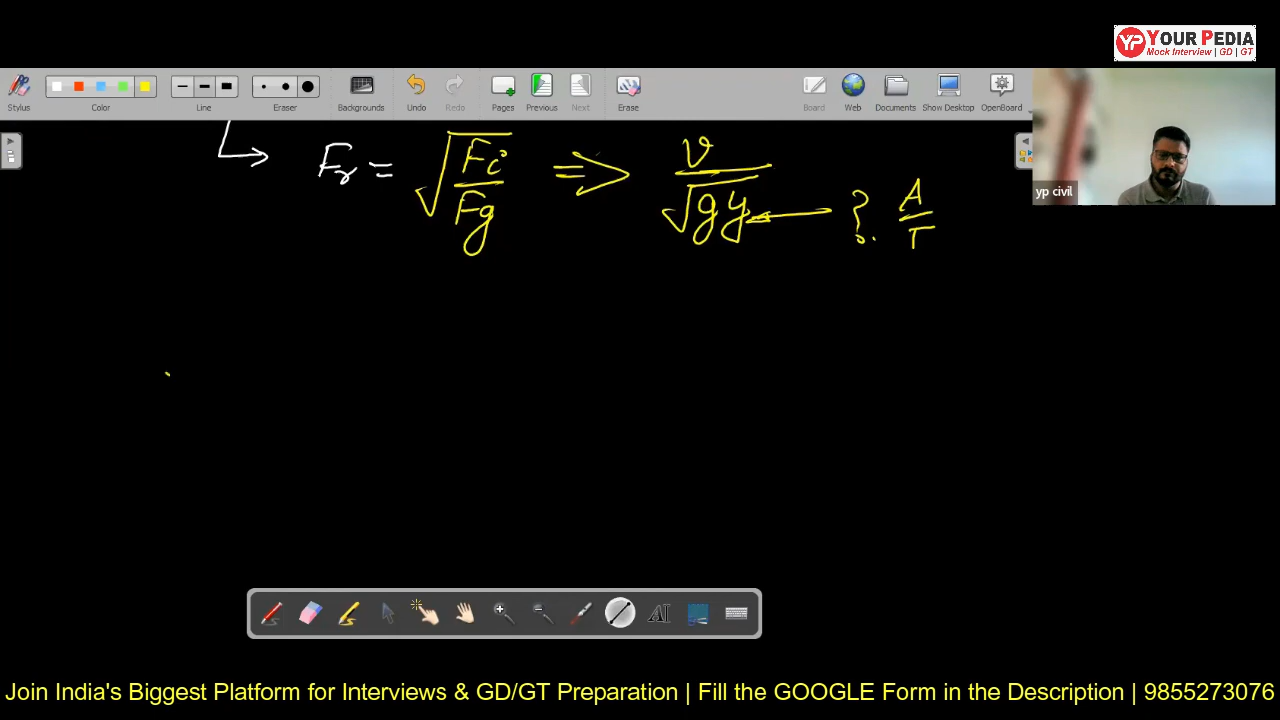 YP YOUR PEDIA
Mock Interview | GD | GT
Stylus Color Line Eraser Backgrounds Undo Redo Pages Previous Next Erase Board Web Documents Show Desktop OpenBoard
yp civil
Fr = √(Fi/Fg) ⇒ v/√(gy) ← ?. A/T
AI
Join India's Biggest Platform for Interviews & GD/GT Preparation | Fill the GOOGLE Form in the Description | 9855273076